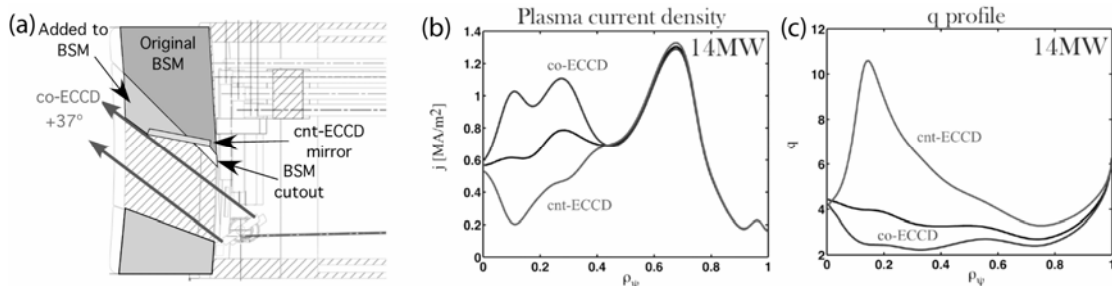 (a)
Added to
BSM
Original
BSM
co-ECCD
+37°
cnt-ECCD
mirror
BSM
cutout
(b)
Plasma current density
14MW
j [MA/m²]
1.4
1.2
1
0.8
0.6
0.4
0.2
0
co-ECCD
cnt-ECCD
0 0.2 0.4 0.6 0.8 1
ρψ
(c)
q profile
14MW
q
12
10
8
6
4
2
cnt-ECCD
co-ECCD
0 0.2 0.4 0.6 0.8 1
ρψ